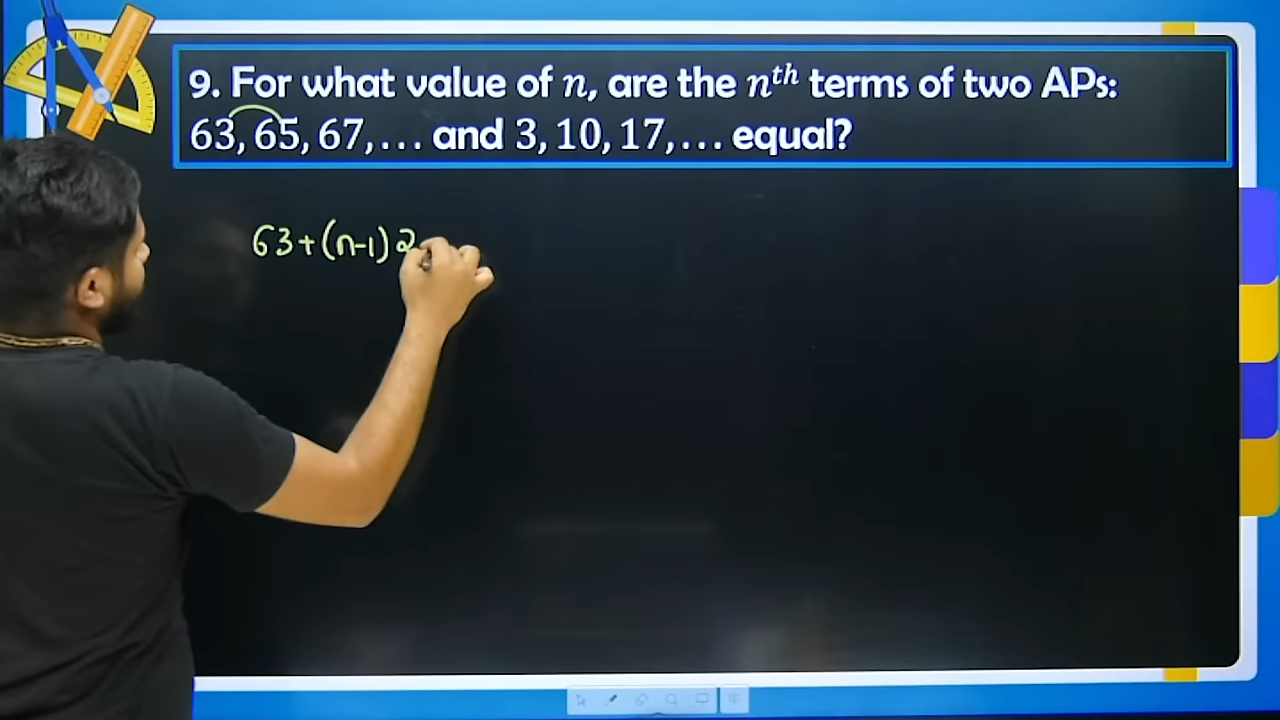 9. For what value of n, are the nᵗʰ terms of two APs:
63, 65, 67, ... and 3, 10, 17, ... equal?
63+(n-1)2